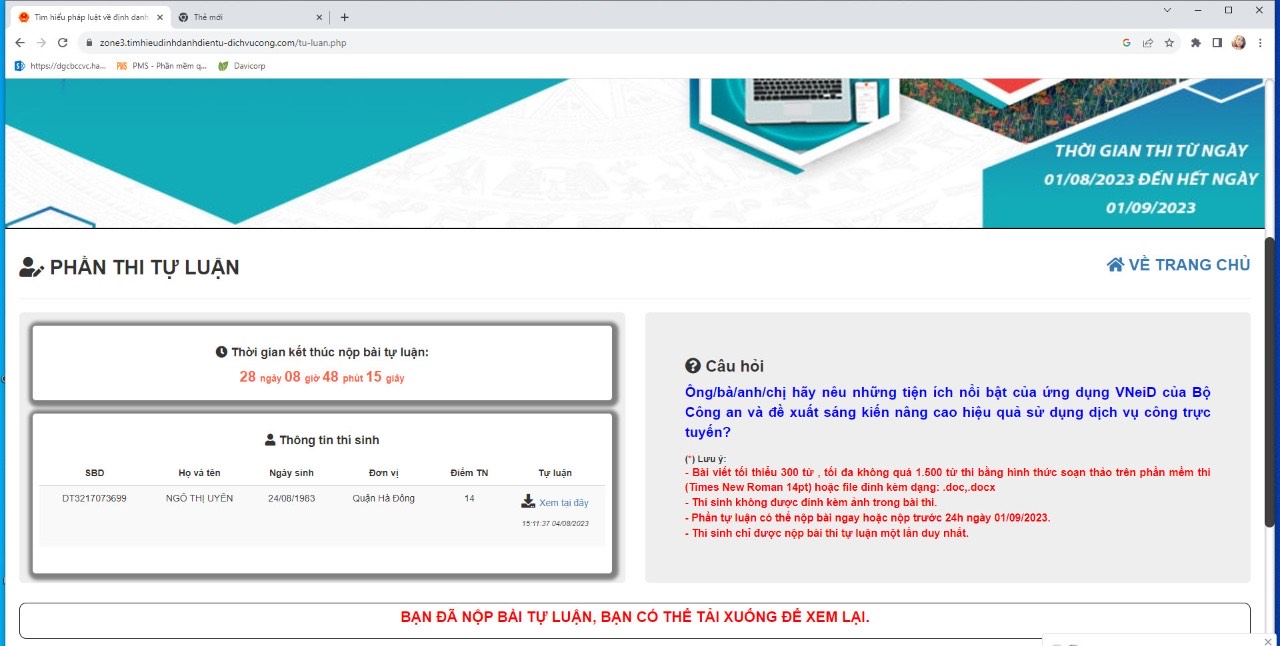 Tìm hiểu pháp luật về định danh
Thẻ mới
zone3.timhieudinhdanhdientu-dichvucong.com/tu-luan.php
https://dgcbccvc.ha...
PMS - Phần mềm q...
Davicorp
THỜI GIAN THI TỪ NGÀY
01/08/2023 ĐẾN HẾT NGÀY
01/09/2023
PHẦN THI TỰ LUẬN
VỀ TRANG CHỦ
Thời gian kết thúc nộp bài tự luận:
28 ngày 08 giờ 48 phút 15 giây
Thông tin thí sinh
SBD Họ và tên Ngày sinh Đơn vị Điểm TN Tự luận
DT3217073699 NGÔ THỊ UYÊN 24/08/1983 Quận Hà Đông 14 Xem tại đây
15:11:37 04/08/2023
Câu hỏi
Ông/bà/anh/chị hãy nêu những tiện ích nổi bật của ứng dụng VNeiD của Bộ
Công an và đề xuất sáng kiến nâng cao hiệu quả sử dụng dịch vụ công trực
tuyến?
(*) Lưu ý:
- Bài viết tối thiểu 300 từ , tối đa không quá 1.500 từ thi bằng hình thức soạn thảo trên phần mềm thi
(Times New Roman 14pt) hoặc file đính kèm dạng: .doc,.docx
- Thí sinh không được đính kèm ảnh trong bài thi.
- Phần tự luận có thể nộp bài ngay hoặc nộp trước 24h ngày 01/09/2023.
- Thí sinh chỉ được nộp bài thi tự luận một lần duy nhất.
BẠN ĐÃ NỘP BÀI TỰ LUẬN, BẠN CÓ THỂ TẢI XUỐNG ĐỂ XEM LẠI.